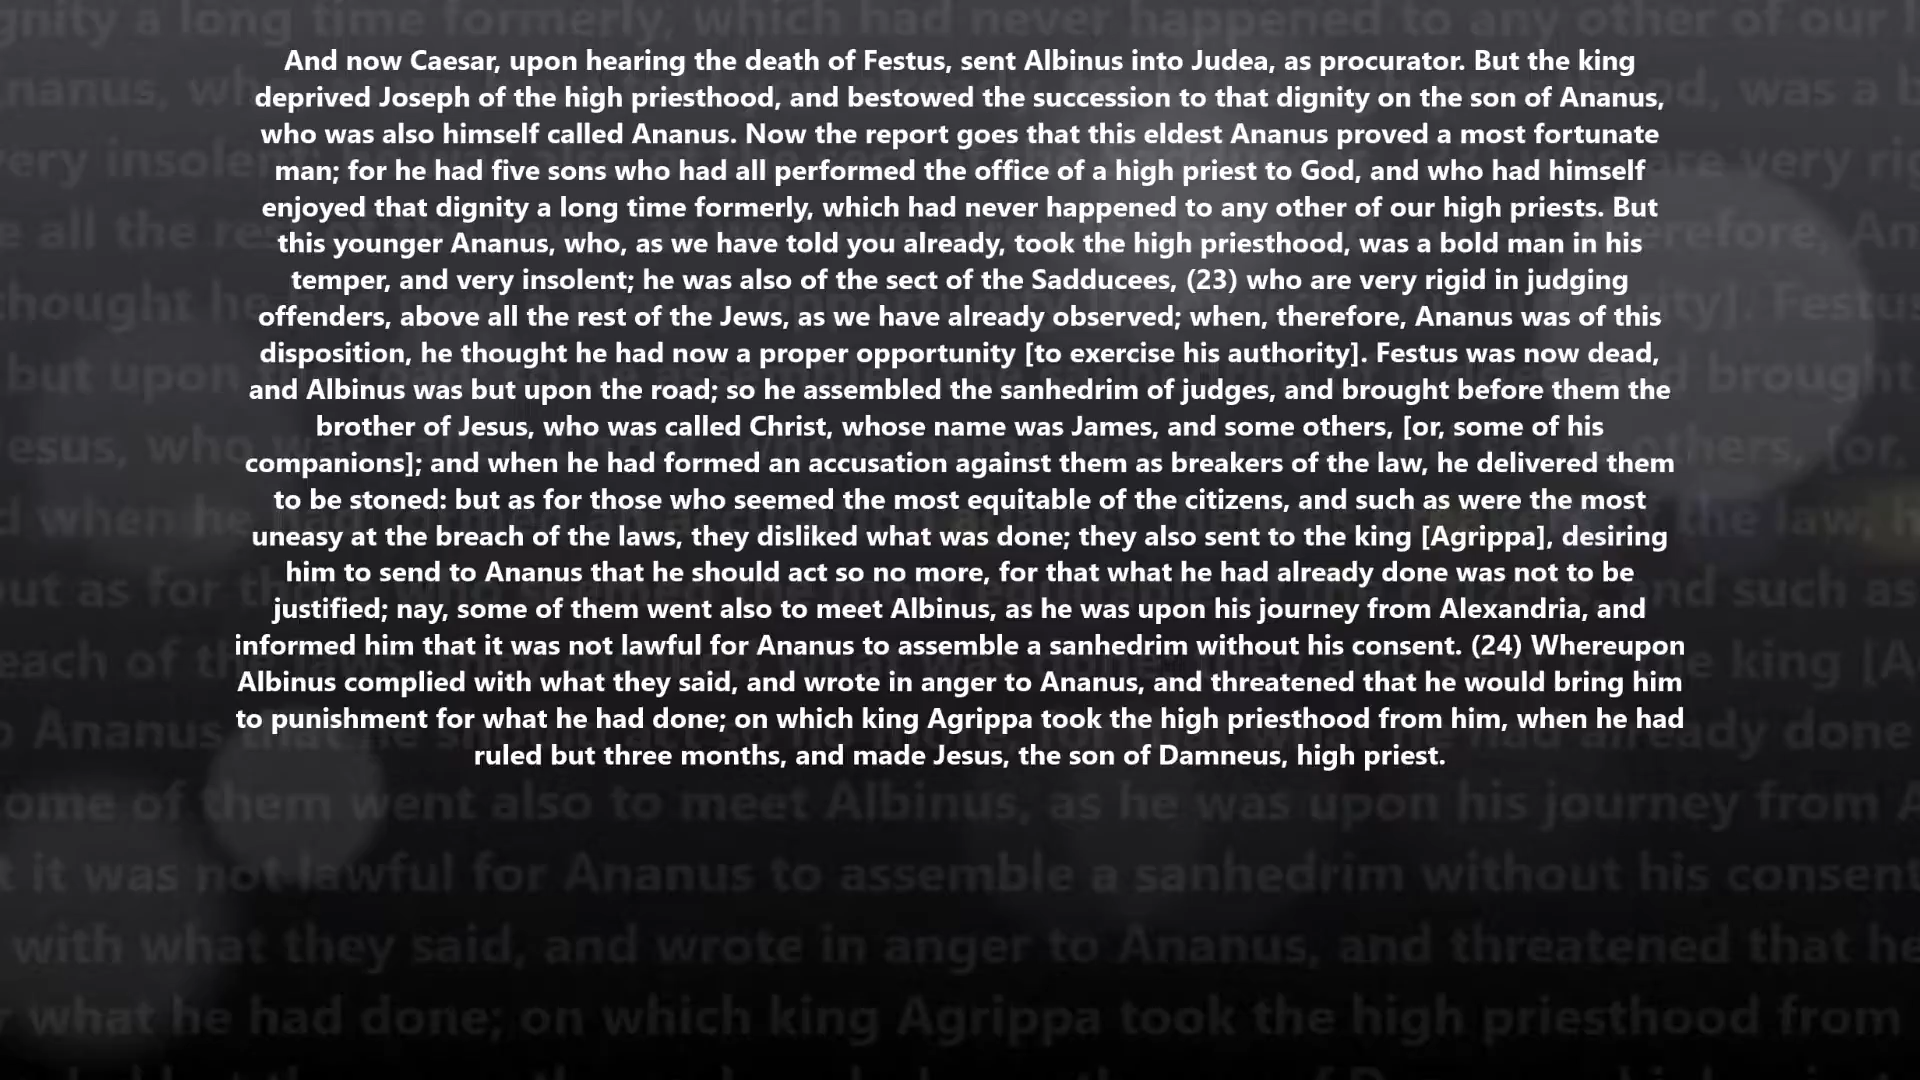 And now Caesar, upon hearing the death of Festus, sent Albinus into Judea, as procurator. But the king
deprived Joseph of the high priesthood, and bestowed the succession to that dignity on the son of Ananus,
who was also himself called Ananus. Now the report goes that this eldest Ananus proved a most fortunate
man; for he had five sons who had all performed the office of a high priest to God, and who had himself
enjoyed that dignity a long time formerly, which had never happened to any other of our high priests. But
this younger Ananus, who, as we have told you already, took the high priesthood, was a bold man in his
temper, and very insolent; he was also of the sect of the Sadducees, (23) who are very rigid in judging
offenders, above all the rest of the Jews, as we have already observed; when, therefore, Ananus was of this
disposition, he thought he had now a proper opportunity [to exercise his authority]. Festus was now dead,
and Albinus was but upon the road; so he assembled the sanhedrim of judges, and brought before them the
brother of Jesus, who was called Christ, whose name was James, and some others, [or, some of his
companions]; and when he had formed an accusation against them as breakers of the law, he delivered them
to be stoned: but as for those who seemed the most equitable of the citizens, and such as were the most
uneasy at the breach of the laws, they disliked what was done; they also sent to the king [Agrippa], desiring
him to send to Ananus that he should act so no more, for that what he had already done was not to be
justified; nay, some of them went also to meet Albinus, as he was upon his journey from Alexandria, and
informed him that it was not lawful for Ananus to assemble a sanhedrim without his consent. (24) Whereupon
Albinus complied with what they said, and wrote in anger to Ananus, and threatened that he would bring him
to punishment for what he had done; on which king Agrippa took the high priesthood from him, when he had
ruled but three months, and made Jesus, the son of Damneus, high priest.